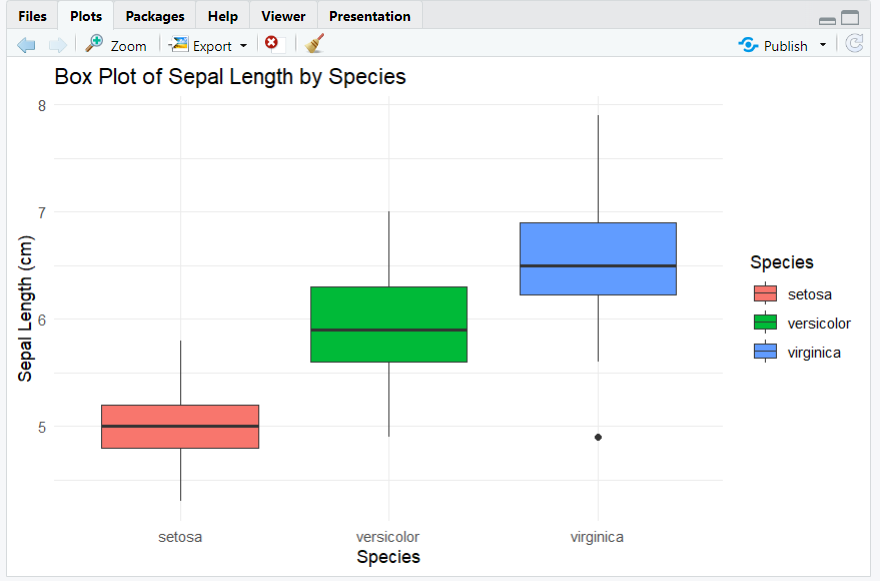 Files Plots Packages Help Viewer Presentation
Zoom Export Publish
Box Plot of Sepal Length by Species
8
7
6
5
Sepal Length (cm)
setosa versicolor virginica
Species
Species
setosa
versicolor
virginica